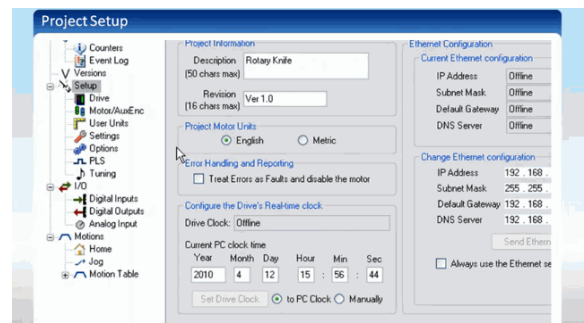 Project Setup
Counters
Event Log
Versions
Setup
Drive
Motor/AuxEnc
User Units
Settings
Options
PLS
Tuning
I/O
Digital Inputs
Digital Outputs
Analog Input
Motions
Home
Jog
Motion Table
Project Information
Description
(50 chars max)
Rotary Knife
Revision
(16 chars max)
Ver 1.0
Project Motor Units
English Metric
Error Handling and Reporting
Treat Errors as Faults and disable the motor
Configure the Drive's Real-time clock
Drive Clock: Offline
Current PC clock time
Year Month Day Hour Min Sec
2010 4 12 15 : 56 : 44
Set Drive Clock to PC Clock Manually
Ethernet Configuration
Current Ethernet configuration
IP Address Offline
Subnet Mask Offline
Default Gateway Offline
DNS Server Offline
Change Ethernet configuration
IP Address 192 . 168 .
Subnet Mask 255 . 255 .
Default Gateway 192 . 168 .
DNS Server 192 . 168 .
Send Ethern
Always use the Ethernet se